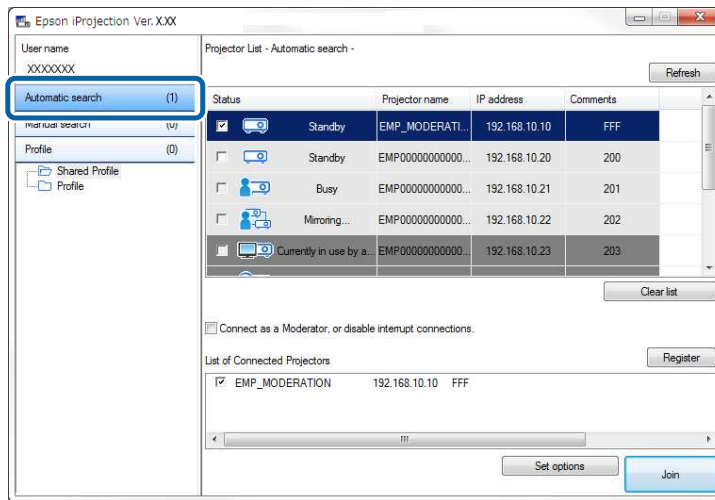 Epson iProjection Ver. X.XX
User name
XXXXXXX
Automatic search (1)
Manual search (0)
Profile (0)
Shared Profile
Profile
Projector List - Automatic search -
Refresh
Status Projector name IP address Comments
Standby EMP_MODERATI... 192.168.10.10 FFF
Standby EMP00000000000... 192.168.10.20 200
Busy EMP00000000000... 192.168.10.21 201
Mirroring... EMP00000000000... 192.168.10.22 202
Currently in use by a... EMP00000000000... 192.168.10.23 203
Clear list
Connect as a Moderator, or disable interrupt connections.
List of Connected Projectors
Register
EMP_MODERATION 192.168.10.10 FFF
Set options
Join